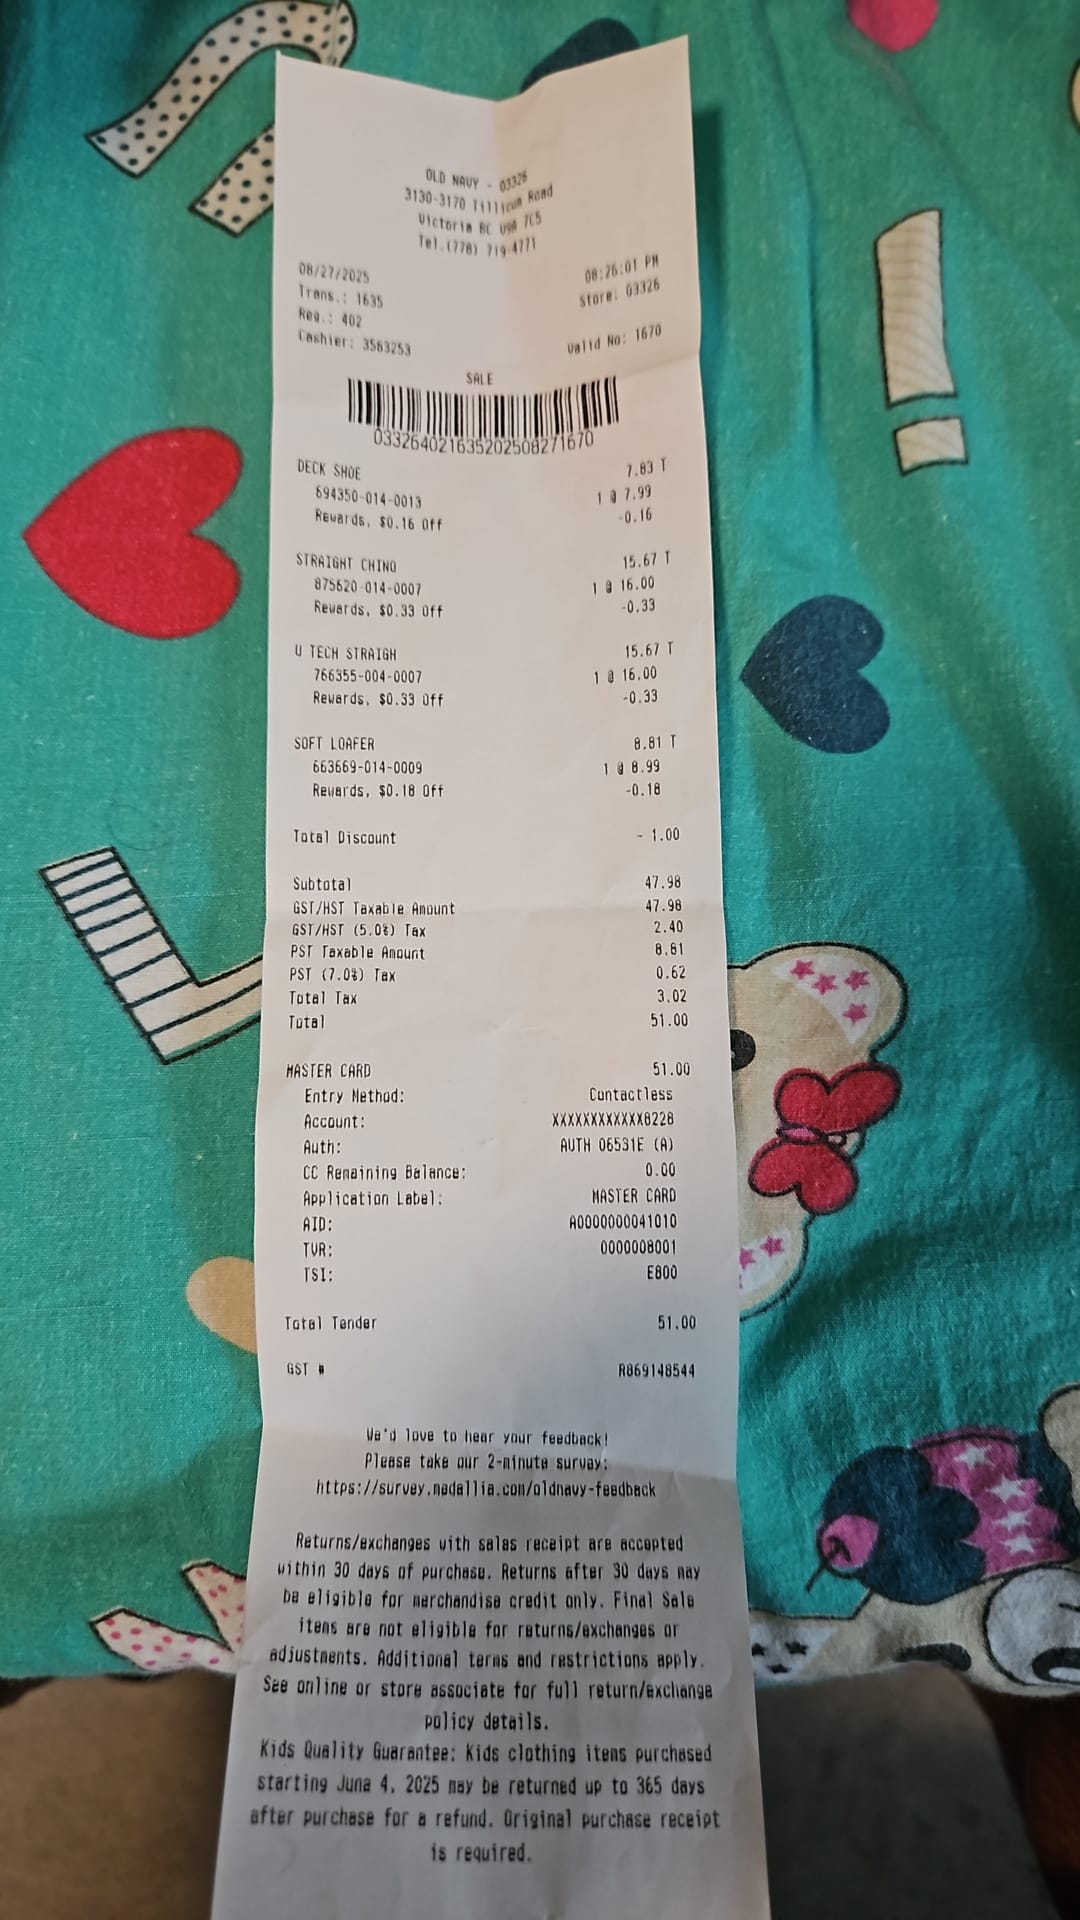 OLD NAVY - 03326
3130-3170 Tillicum Road
Victoria BC V9A 7C5
Tel.(778) 719-4771
08/27/2025 08:26:01 PM
Trans.: 1635 Store: 03326
Reg.: 402
Cashier: 3583253 Valid No: 1670
SALE
033264021635202508271670
DECK SHOE 7.83 T
694350-014-0013 1 @ 7.99
Rewards, $0.16 Off -0.16
STRAIGHT CHINO 15.67 T
875620-014-0007 1 @ 16.00
Rewards, $0.33 Off -0.33
U TECH STRAIGH 15.67 T
766355-004-0007 1 @ 16.00
Rewards, $0.33 Off -0.33
SOFT LOAFER 8.81 T
663669-014-0009 1 @ 8.99
Rewards, $0.18 Off -0.18
Total Discount - 1.00
Subtotal 47.98
GST/HST Taxable Amount 47.98
GST/HST (5.0%) Tax 2.40
PST Taxable Amount 8.81
PST (7.0%) Tax 0.62
Total Tax 3.02
Total 51.00
MASTER CARD 51.00
Entry Method: Contactless
Account: XXXXXXXXXXXX8228
Auth: AUTH 06531E (A)
CC Remaining Balance: 0.00
Application Label: MASTER CARD
AID: A0000000041010
TVR: 0000008001
TSI: E800
Total Tender 51.00
GST # R869148544
We'd love to hear your feedback!
Please take our 2-minute survey:
https://survey.medallia.com/oldnavy-feedback
Returns/exchanges with sales receipt are accepted
within 30 days of purchase. Returns after 30 days may
be eligible for merchandise credit only. Final Sale
items are not eligible for returns/exchanges or
adjustments. Additional terms and restrictions apply.
See online or store associate for full return/exchange
policy details.
Kids Quality Guarantee: Kids clothing items purchased
starting June 4, 2025 may be returned up to 365 days
after purchase for a refund. Original purchase receipt
is required.